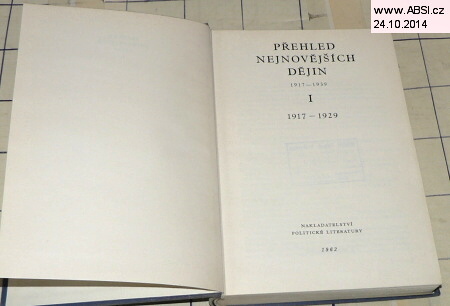 www.ABSI.cz
24.10.2014
PŘEHLED
NEJNOVĚJŠÍCH
DĚJIN
1917—1939
I
1917 — 1929
NAKLADATELSTVÍ
POLITICKÉ LITERATURY
1962